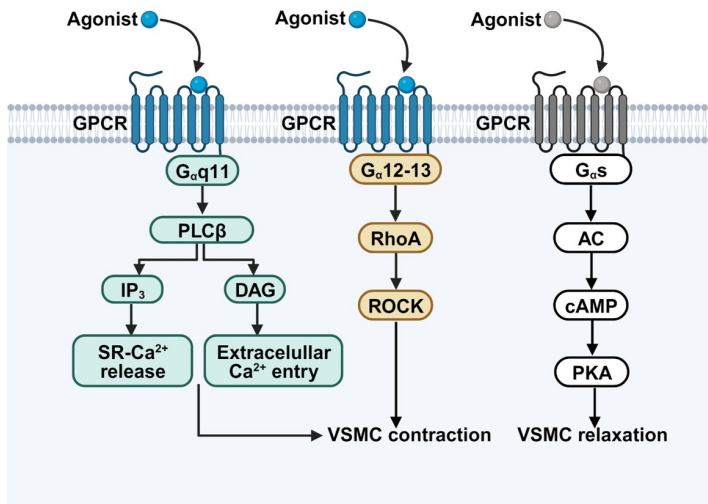 Agonist
Agonist
Agonist
GPCR
GPCR
GPCR
Gαq11
Gα12-13
Gαs
PLCβ
RhoA
AC
IP₃
DAG
ROCK
cAMP
SR-Ca²⁺
release
Extracelullar
Ca²⁺ entry
PKA
VSMC contraction
VSMC relaxation